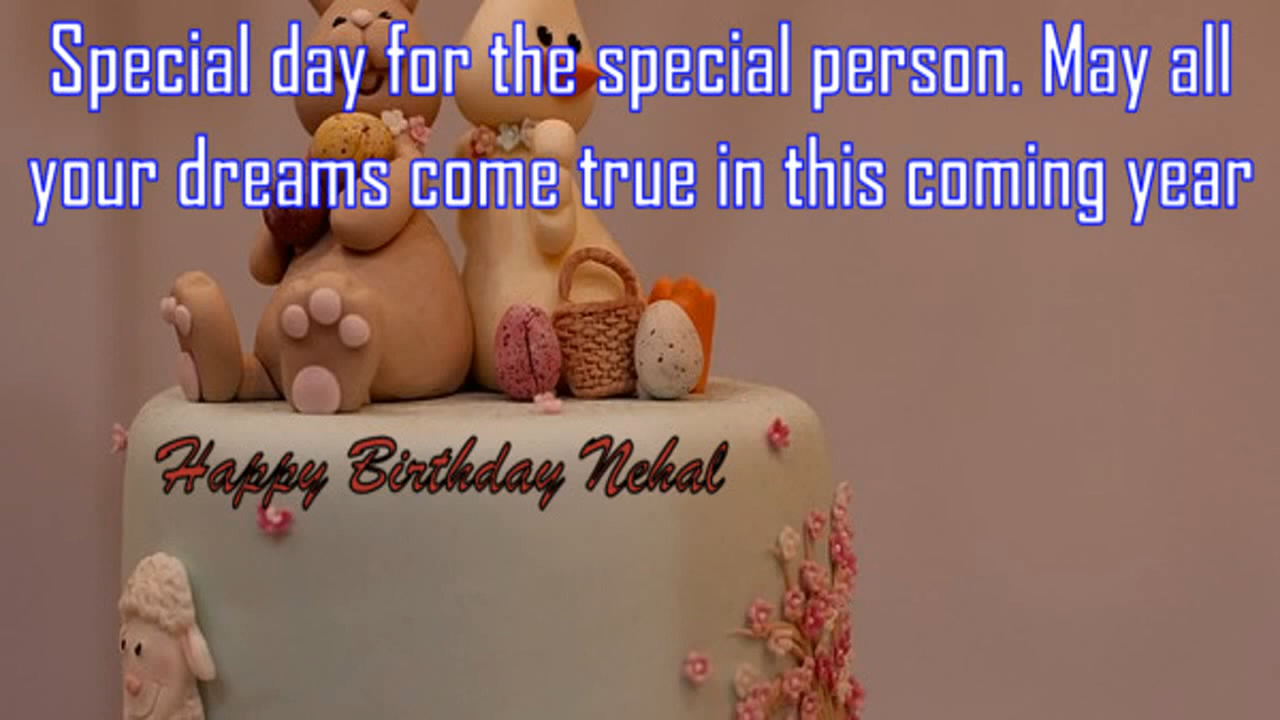 Special day for the special person. May all
your dreams come true in this coming year
Happy Birthday Nehal